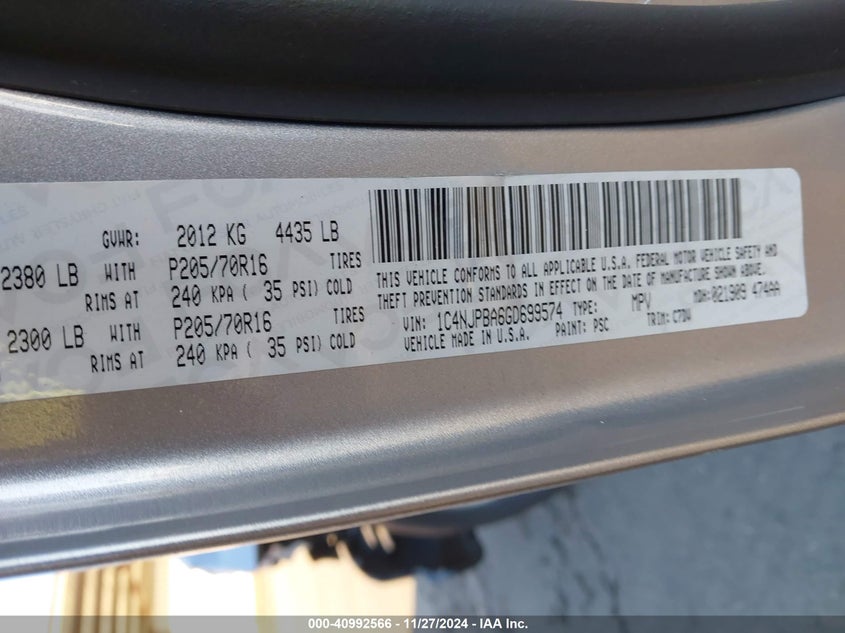 GVWR: 2012 KG 4435 LB
2380 LB WITH P205/70R16 TIRES
RIMS AT 240 KPA ( 35 PSI) COLD
2300 LB WITH P205/70R16 TIRES
RIMS AT 240 KPA ( 35 PSI) COLD
THIS VEHICLE CONFORMS TO ALL APPLICABLE U.S.A. FEDERAL MOTOR VEHICLE SAFETY AND
THEFT PREVENTION STANDARDS IN EFFECT ON THE DATE OF MANUFACTURE SHOWN ABOVE.
VIN: 1C4NJPBA6GD699574 TYPE: MPV MDH: 021909 474AA
VEHICLE MADE IN U.S.A. PAINT: PSC TRIM: C7DV
000-40992566 - 11/27/2024 - IAA Inc.